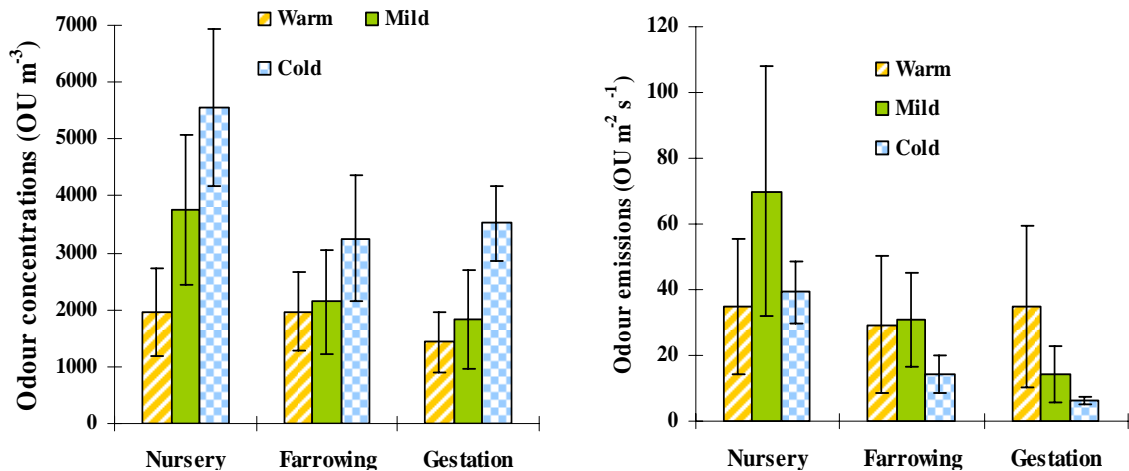 Odour concentrations (OU m⁻³)
7000
6000
5000
4000
3000
2000
1000
0
Warm Mild
Cold
Nursery Farrowing Gestation
Odour emissions (OU m⁻² s⁻¹)
120
100
80
60
40
20
0
Warm
Mild
Cold
Nursery Farrowing Gestation